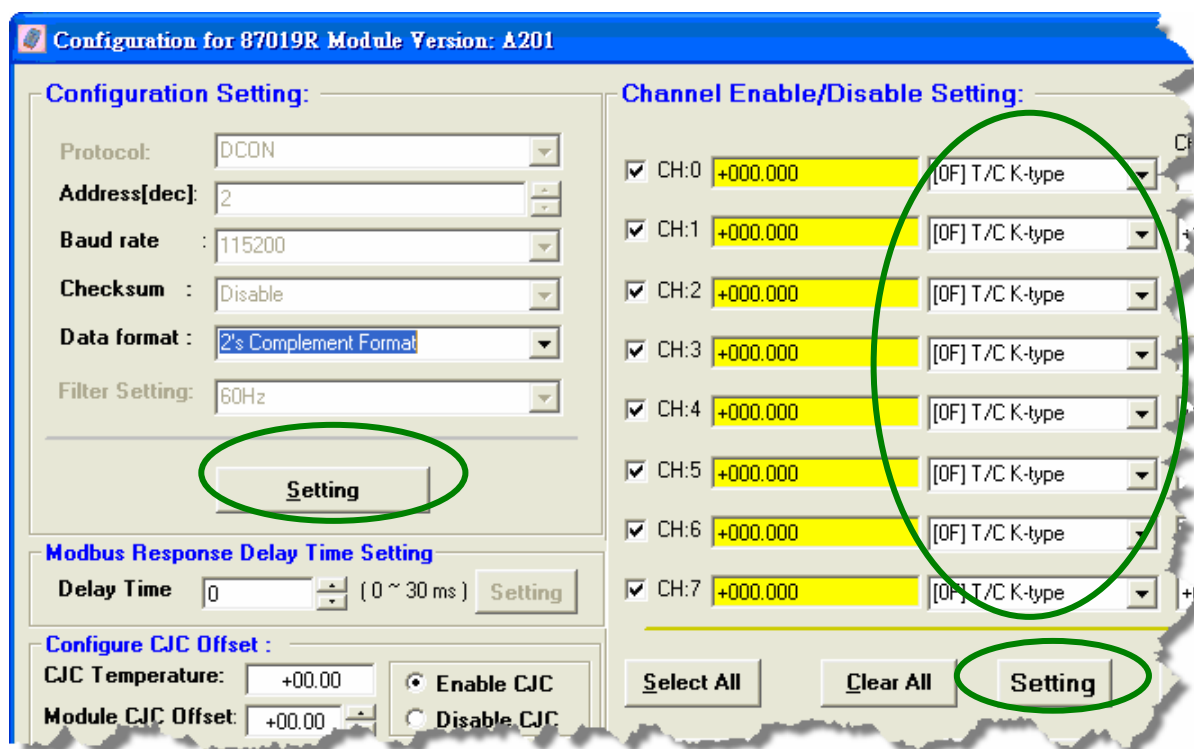 Configuration for 87019R Module Version: A201
Configuration Setting:
Protocol: DCON
Address[dec]: 2
Baud rate : 115200
Checksum : Disable
Data format : 2's Complement Format
Filter Setting: 60Hz
Setting
Modbus Response Delay Time Setting
Delay Time 0 ( 0 ~ 30 ms ) Setting
Configure CJC Offset :
CJC Temperature: +00.00
Module CJC Offset: +00.00
Enable CJC
Disable CJC
Channel Enable/Disable Setting:
CH:0 +000.000 [0F] T/C K-type
CH:1 +000.000 [0F] T/C K-type
CH:2 +000.000 [0F] T/C K-type
CH:3 +000.000 [0F] T/C K-type
CH:4 +000.000 [0F] T/C K-type
CH:5 +000.000 [0F] T/C K-type
CH:6 +000.000 [0F] T/C K-type
CH:7 +000.000 [0F] T/C K-type
Select All Clear All Setting